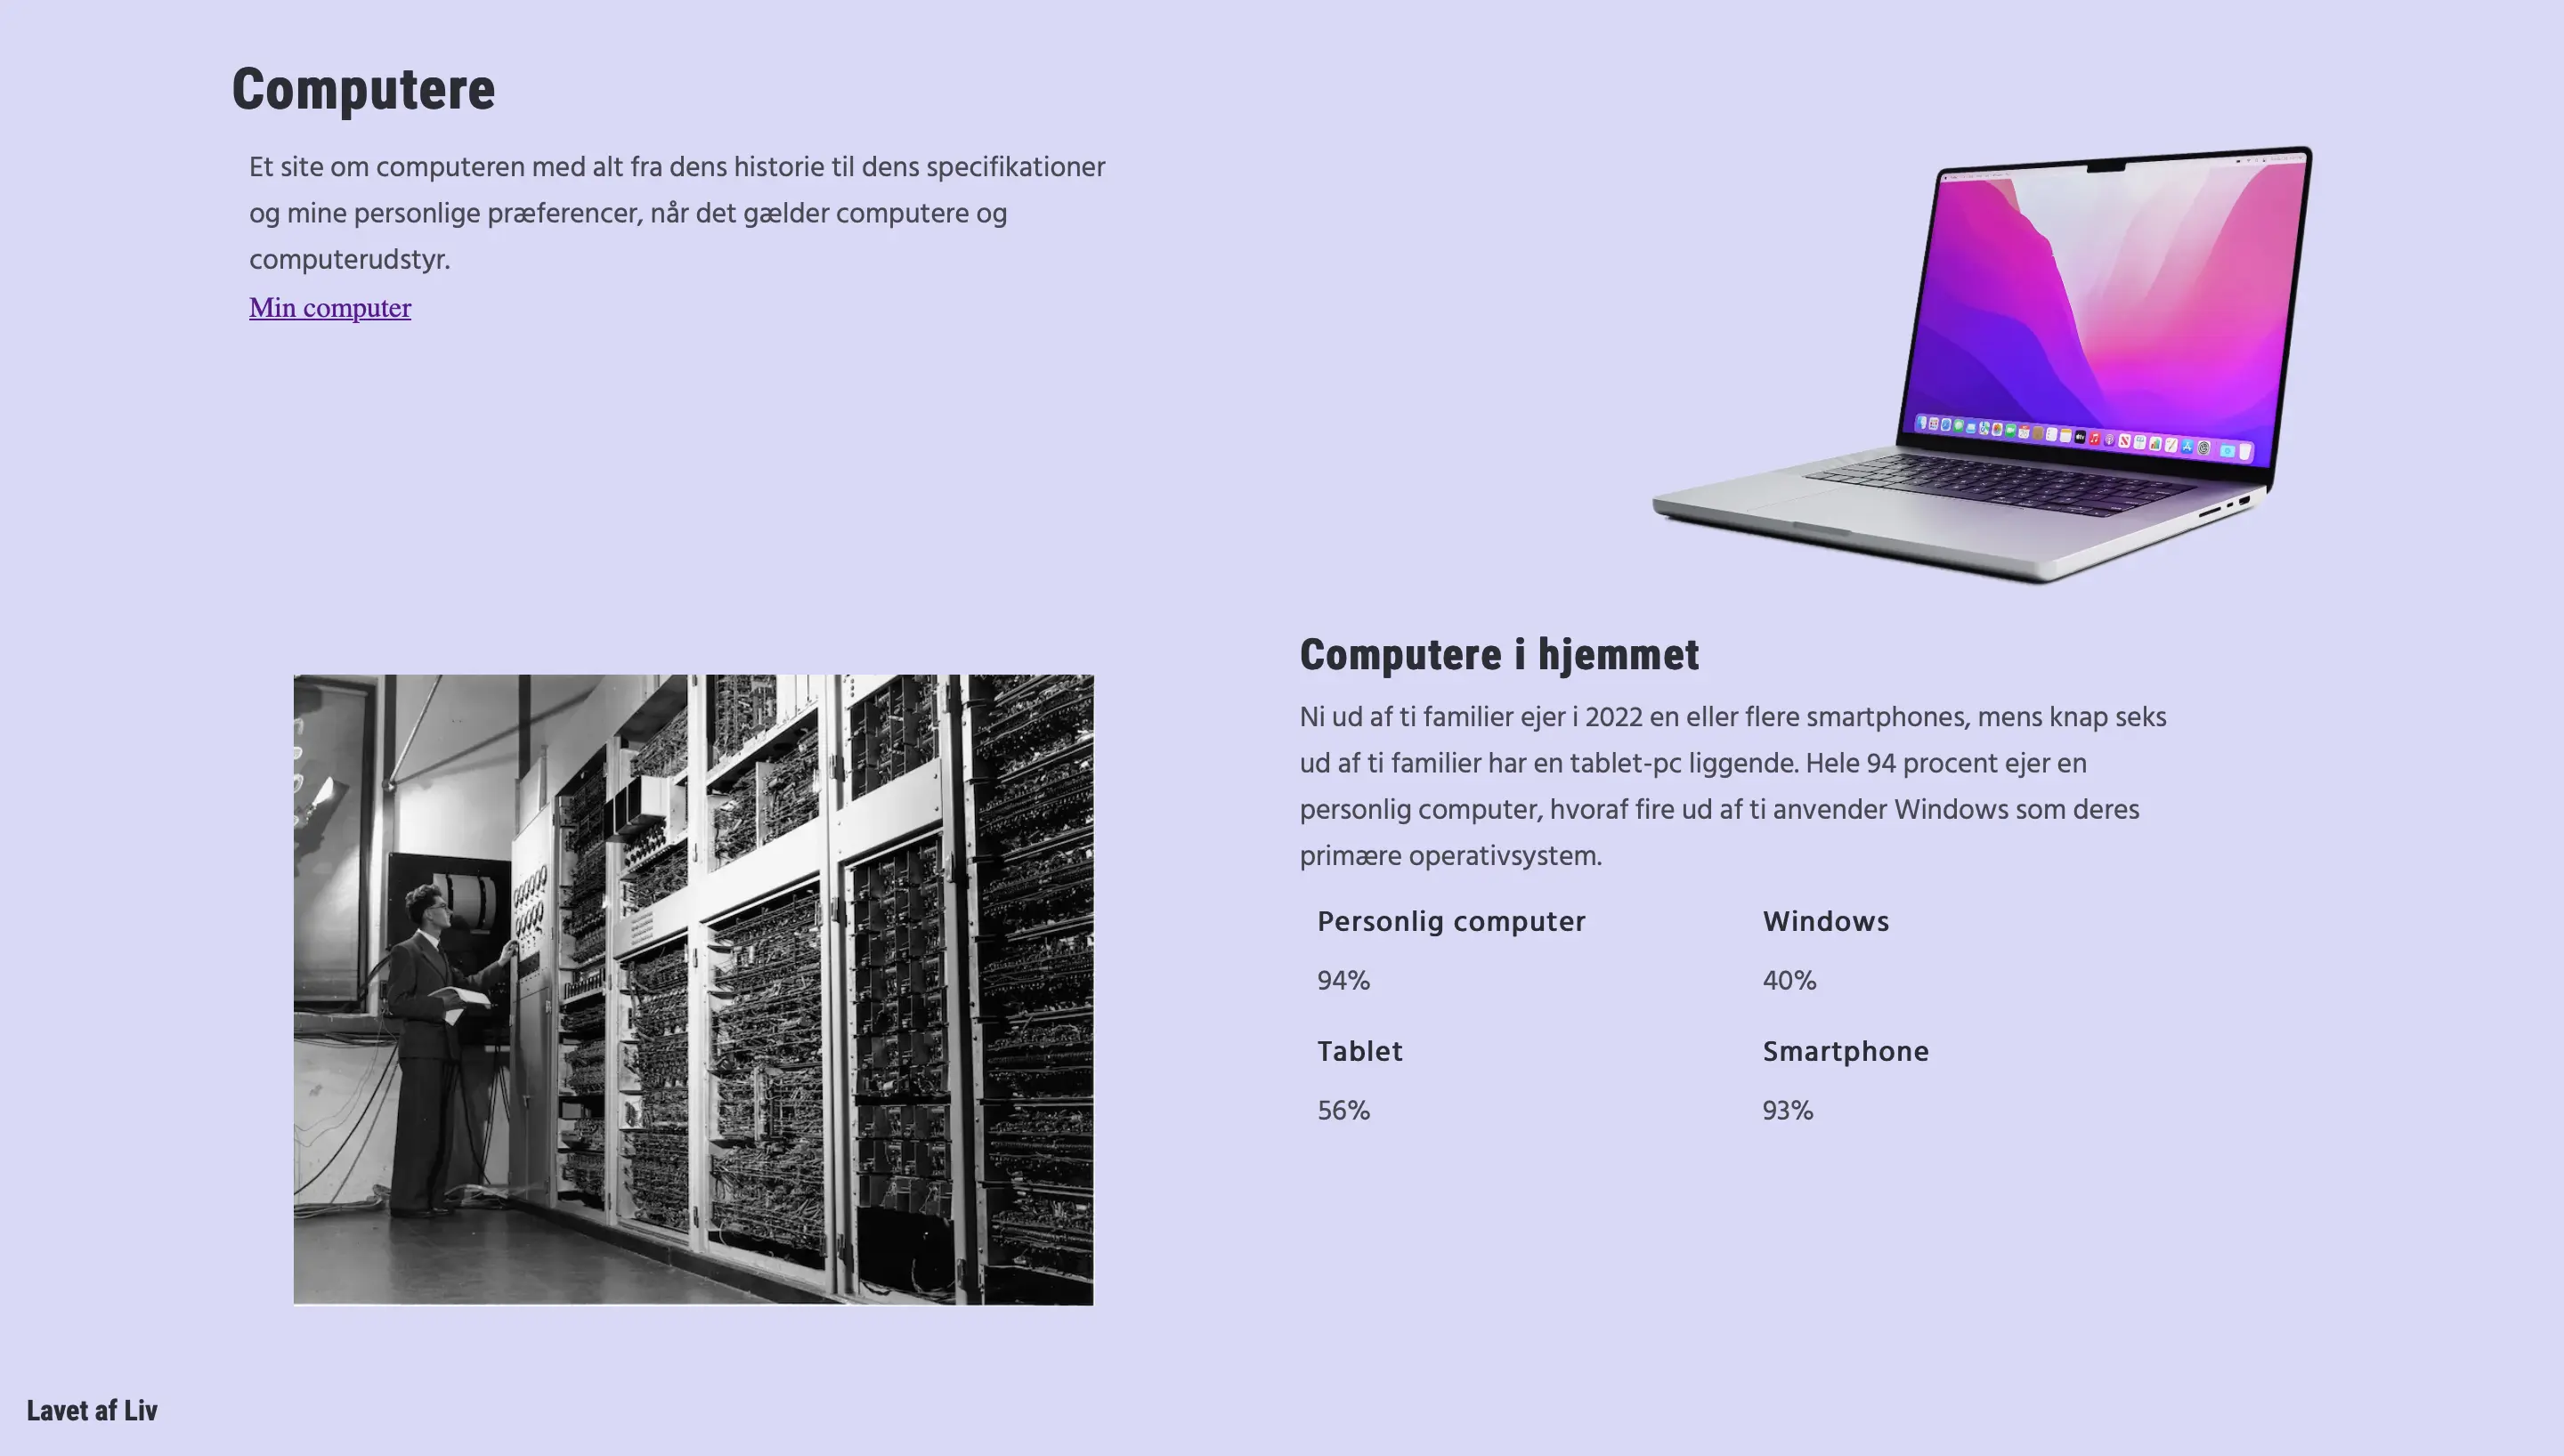 Computere
Et site om computeren med alt fra dens historie til dens specifikationer
og mine personlige præferencer, når det gælder computere og
computerudstyr.
Min computer
Computere i hjemmet
Ni ud af ti familier ejer i 2022 en eller flere smartphones, mens knap seks
ud af ti familier har en tablet-pc liggende. Hele 94 procent ejer en
personlig computer, hvoraf fire ud af ti anvender Windows som deres
primære operativsystem.
Personlig computer
Windows
94%
40%
Tablet
Smartphone
56%
93%
Lavet af Liv